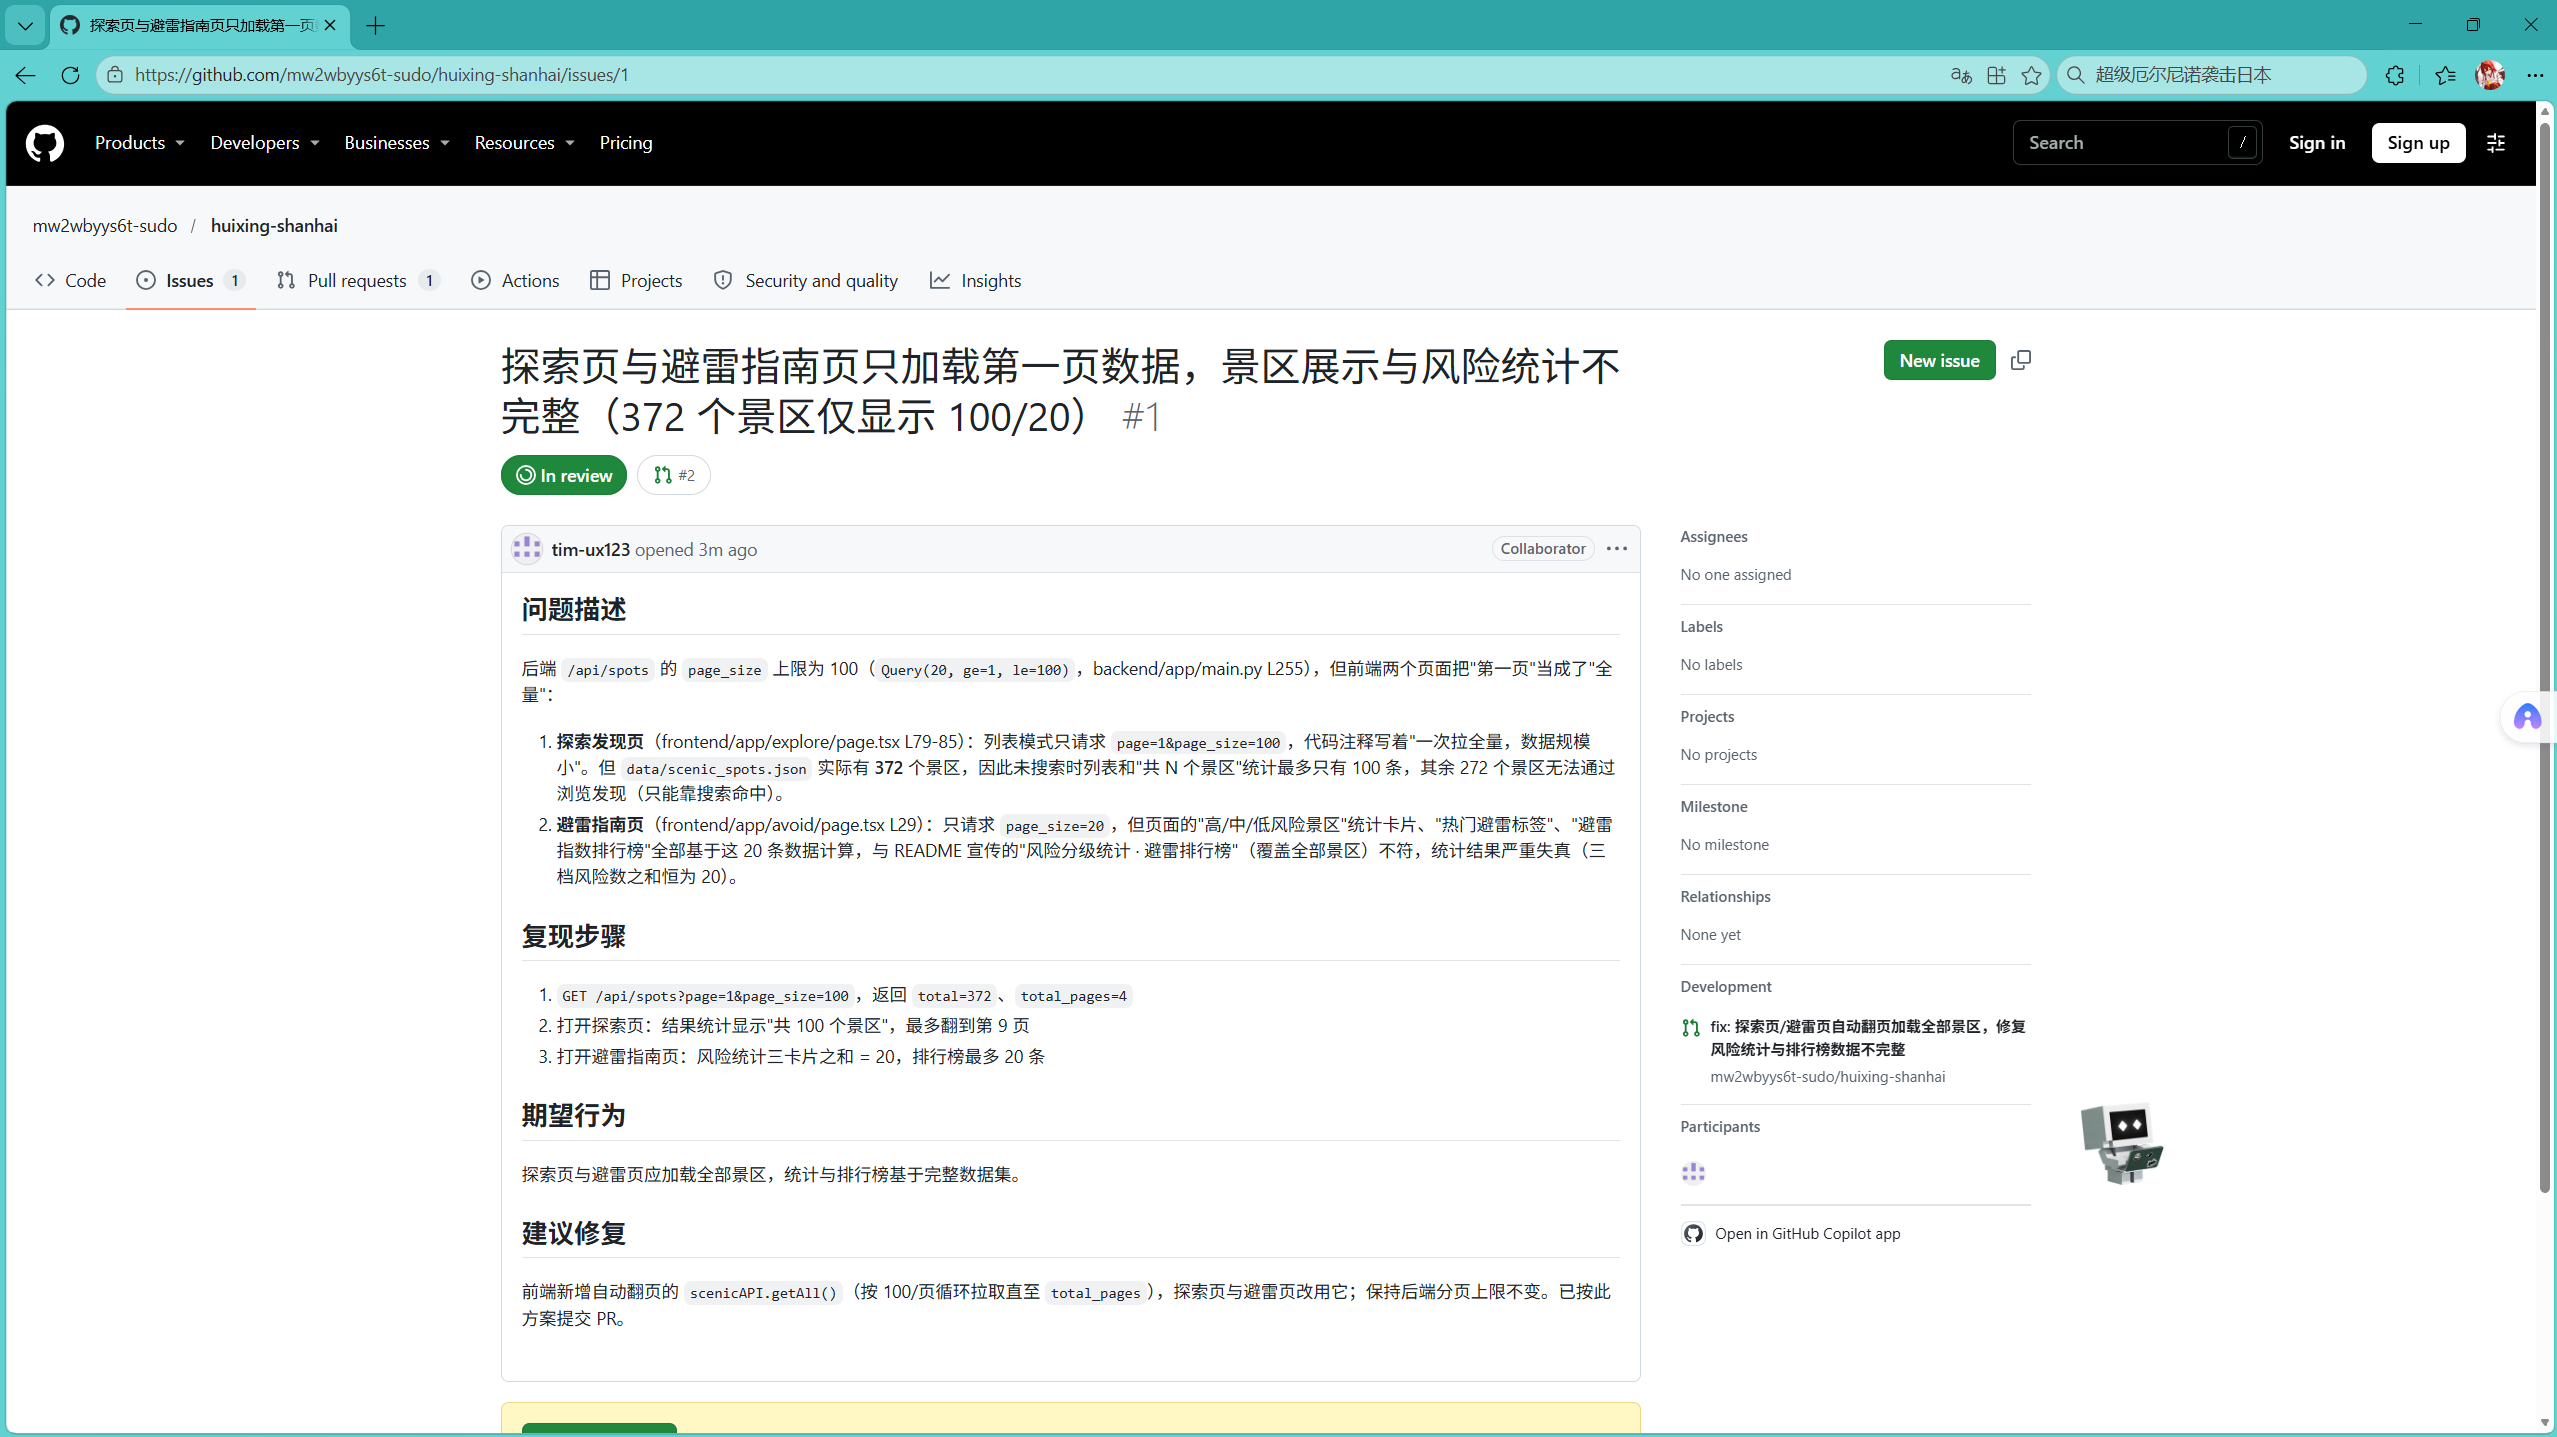 探索页与避雷指南页只加载第一页
https://github.com/mw2wbyys6t-sudo/huixing-shanhai/issues/1
超级厄尔尼诺袭击日本
Products Developers Businesses Resources Pricing
Search / Sign in Sign up
mw2wbyys6t-sudo / huixing-shanhai
Code Issues 1 Pull requests 1 Actions Projects Security and quality Insights
探索页与避雷指南页只加载第一页数据，景区展示与风险统计不
完整（372 个景区仅显示 100/20） #1
New issue
In review #2
tim-ux123 opened 3m ago
Collaborator
问题描述
后端 /api/spots 的 page_size 上限为 100（ Query(20, ge=1, le=100) ，backend/app/main.py L255），但前端两个页面把"第一页"当成了"全
量"：
1. 探索发现页（frontend/app/explore/page.tsx L79-85）：列表模式只请求 page=1&page_size=100 ，代码注释写着"一次拉全量，数据规模
小"。但 data/scenic_spots.json 实际有 372 个景区，因此未搜索时列表和"共 N 个景区"统计最多只有 100 条，其余 272 个景区无法通过
浏览发现（只能靠搜索命中）。
2. 避雷指南页（frontend/app/avoid/page.tsx L29）：只请求 page_size=20 ，但页面的"高/中/低风险景区"统计卡片、"热门避雷标签"、"避雷
指数排行榜"全部基于这 20 条数据计算，与 README 宣传的"风险分级统计 · 避雷排行榜"（覆盖全部景区）不符，统计结果严重失真（三
档风险数之和恒为 20）。
复现步骤
1. GET /api/spots?page=1&page_size=100 ，返回 total=372 、 total_pages=4
2. 打开探索页：结果统计显示"共 100 个景区"，最多翻到第 9 页
3. 打开避雷指南页：风险统计三卡片之和 = 20，排行榜最多 20 条
期望行为
探索页与避雷页应加载全部景区，统计与排行榜基于完整数据集。
建议修复
前端新增自动翻页的 scenicAPI.getAll() （按 100/页循环拉取直至 total_pages ），探索页与避雷页改用它；保持后端分页上限不变。已按此
方案提交 PR。
Assignees
No one assigned
Labels
No labels
Projects
No projects
Milestone
No milestone
Relationships
None yet
Development
fix: 探索页/避雷页自动翻页加载全部景区，修复
风险统计与排行榜数据不完整
mw2wbyys6t-sudo/huixing-shanhai
Participants
Open in GitHub Copilot app